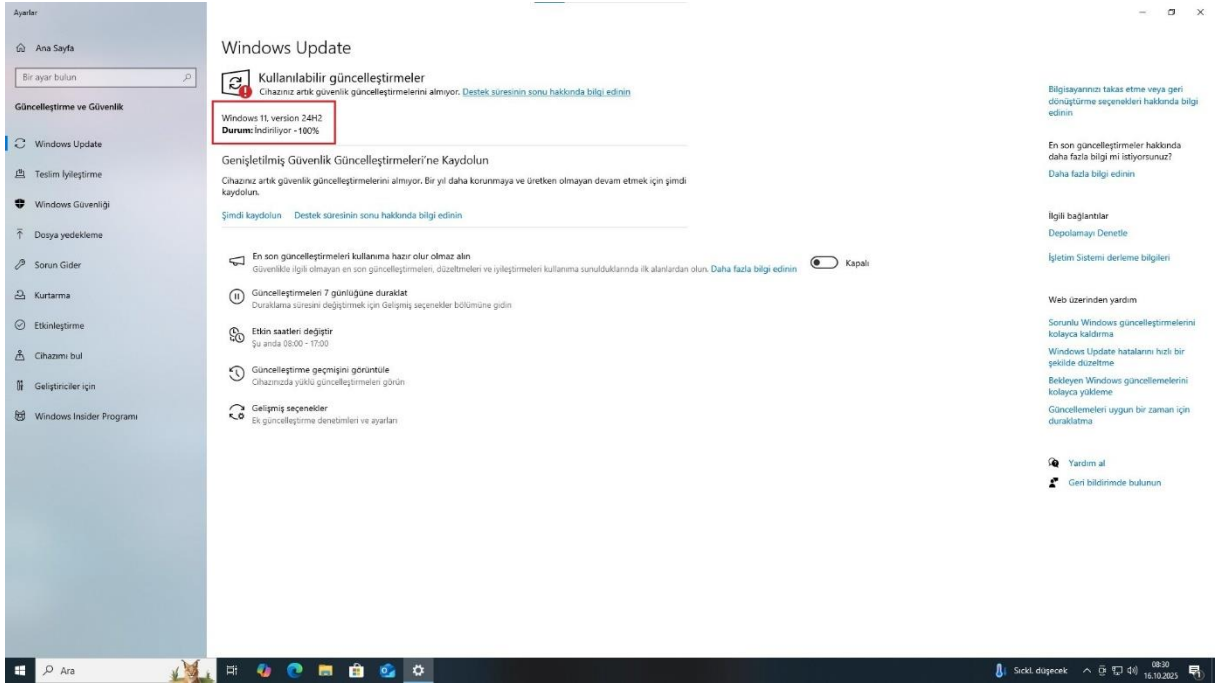 Ayarlar
Ana Sayfa
Bir ayar bulun
Güncelleştirme ve Güvenlik
Windows Update
Teslim İyileştirme
Windows Güvenliği
Dosya yedekleme
Sorun Gider
Kurtarma
Etkinleştirme
Cihazımı bul
Geliştiriciler için
Windows Insider Programı
Windows Update
Kullanılabilir güncelleştirmeler
Cihazınız artık güvenlik güncelleştirmelerini almıyor. Destek süresinin sonu hakkında bilgi edinin
Windows 11, version 24H2
Durum: İndiriliyor -100%
Genişletilmiş Güvenlik Güncelleştirmeleri'ne Kaydolun
Cihazınız artık güvenlik güncelleştirmelerini almıyor. Bir yıl daha korunmaya ve üretken olmayan devam etmek için şimdi
kaydolun.
Şimdi kaydolun Destek süresinin sonu hakkında bilgi edinin
En son güncelleştirmeleri kullanıma hazır olur olmaz alın
Güvenlikle ilgili olmayan en son güncelleştirmeleri, düzeltmeleri ve iyileştirmeleri kullanıma sunulduklarında ilk alanlardan olun. Daha fazla bilgi edinin
Kapalı
Güncelleştirmeleri 7 günlüğüne duraklat
Duraklama süresini değiştirmek için Gelişmiş seçenekler bölümüne gidin
Etkin saatleri değiştir
Şu anda 08:00 - 17:00
Güncelleştirme geçmişini görüntüle
Cihazınızda yüklü güncelleştirmeleri görün
Gelişmiş seçenekler
Ek güncelleştirme denetimleri ve ayarları
Bilgisayarınızı takas etme veya geri
dönüştürme seçenekleri hakkında bilgi
edinin
En son güncelleştirmeler hakkında
daha fazla bilgi mi istiyorsunuz?
Daha fazla bilgi edinin
İlgili bağlantılar
Depolamayı Denetle
İşletim Sistemi derleme bilgileri
Web üzerinden yardım
Sorunlu Windows güncelleştirmelerini
kolayca kaldırma
Windows Update hatalarını hızlı bir
şekilde düzeltme
Bekleyen Windows güncellemelerini
kolayca yükleme
Güncellemeleri uygun bir zaman için
duraklatma
Yardım al
Geri bildirimde bulunun
Ara
Sıckl. düşecek
08:30
16.10.2025